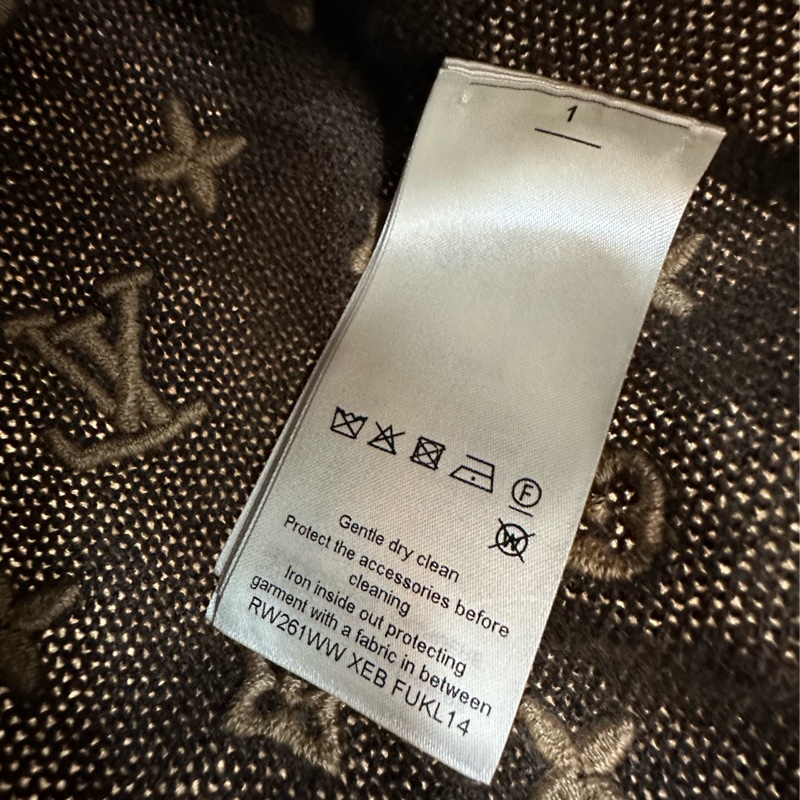 1
F
W
Gentle dry clean
Protect the accessories before
cleaning
Iron inside out protecting
garment with a fabric in between
RW261WW XEB FUKL14
LV